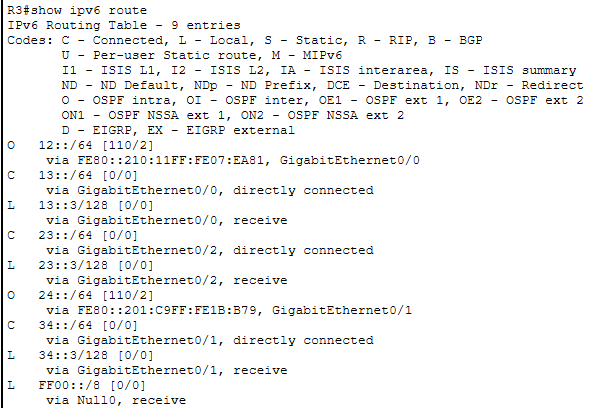 R3#show ipv6 route
IPv6 Routing Table - 9 entries
Codes: C - Connected, L - Local, S - Static, R - RIP, B - BGP
       U - Per-user Static route, M - MIPv6
       I1 - ISIS L1, I2 - ISIS L2, IA - ISIS interarea, IS - ISIS summary
       ND - ND Default, NDp - ND Prefix, DCE - Destination, NDr - Redirect
       O - OSPF intra, OI - OSPF inter, OE1 - OSPF ext 1, OE2 - OSPF ext 2
       ON1 - OSPF NSSA ext 1, ON2 - OSPF NSSA ext 2
       D - EIGRP, EX - EIGRP external
O   12::/64 [110/2]
     via FE80::210:11FF:FE07:EA81, GigabitEthernet0/0
C   13::/64 [0/0]
     via GigabitEthernet0/0, directly connected
L   13::3/128 [0/0]
     via GigabitEthernet0/0, receive
C   23::/64 [0/0]
     via GigabitEthernet0/2, directly connected
L   23::3/128 [0/0]
     via GigabitEthernet0/2, receive
O   24::/64 [110/2]
     via FE80::201:C9FF:FE1B:B79, GigabitEthernet0/1
C   34::/64 [0/0]
     via GigabitEthernet0/1, directly connected
L   34::3/128 [0/0]
     via GigabitEthernet0/1, receive
L   FF00::/8 [0/0]
     via Null0, receive